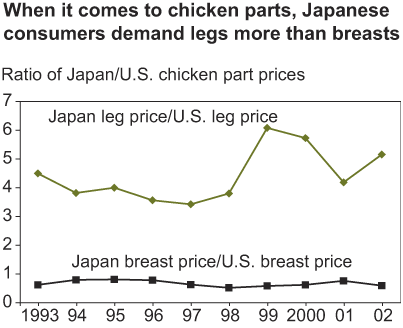 When it comes to chicken parts, Japanese
consumers demand legs more than breasts
Ratio of Japan/U.S. chicken part prices
7
Japan leg price/U.S. leg price
6
5
4
3
2
Japan breast price/U.S. breast price
1
0
1993 94 95 96 97 98 99 2000 01 02